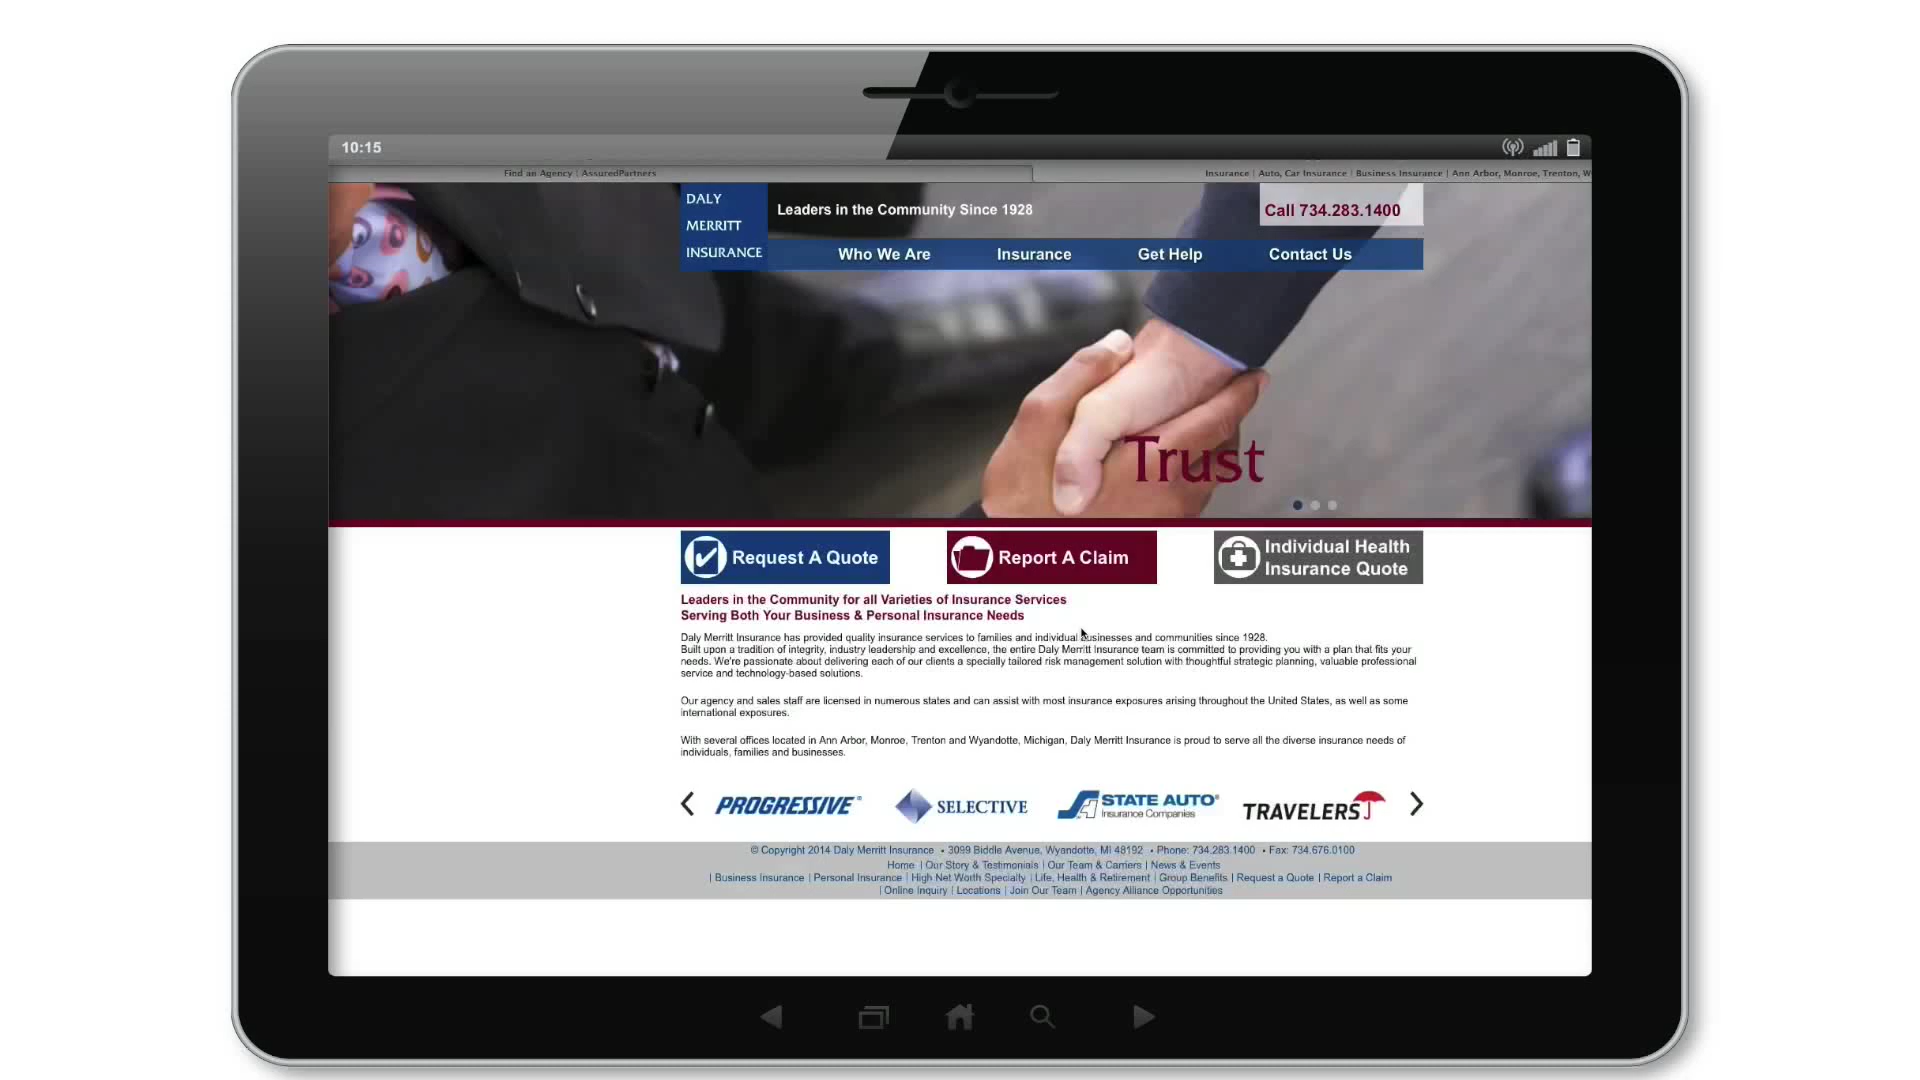 10:15
Find an Agency | AssuredPartners
Insurance | Auto, Car Insurance | Business Insurance | Ann Arbor, Monroe, Trenton, W
DALY
MERRITT
INSURANCE
Leaders in the Community Since 1928
Call 734.283.1400
Who We Are Insurance Get Help Contact Us
Trust
Request A Quote
Report A Claim
Individual Health
Insurance Quote
Leaders in the Community for all Varieties of Insurance Services
Serving Both Your Business & Personal Insurance Needs
Daly Merritt Insurance has provided quality insurance services to families and individual businesses and communities since 1928.
Built upon a tradition of integrity, industry leadership and excellence, the entire Daly Merritt Insurance team is committed to providing you with a plan that fits your
needs. We're passionate about delivering each of our clients a specially tailored risk management solution with thoughtful strategic planning, valuable professional
service and technology-based solutions.
Our agency and sales staff are licensed in numerous states and can assist with most insurance exposures arising throughout the United States, as well as some
international exposures.
With several offices located in Ann Arbor, Monroe, Trenton and Wyandotte, Michigan, Daly Merritt Insurance is proud to serve all the diverse insurance needs of
individuals, families and businesses.
PROGRESSIVE®
SELECTIVE
STATE AUTO®
Insurance Companies
TRAVELERS
© Copyright 2014 Daly Merritt Insurance • 3099 Biddle Avenue, Wyandotte, MI 48192 • Phone: 734.283.1400 • Fax: 734.676.0100
Home | Our Story & Testimonials | Our Team & Carriers | News & Events
| Business Insurance | Personal Insurance | High Net Worth Specialty | Life, Health & Retirement | Group Benefits | Request a Quote | Report a Claim
| Online Inquiry | Locations | Join Our Team | Agency Alliance Opportunities